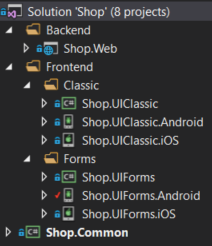 Solution 'Shop' (8 projects)
Backend
Shop.Web
Frontend
Classic
C# Shop.UIClassic
Shop.UIClassic.Android
Shop.UIClassic.iOS
Forms
C# Shop.UIForms
Shop.UIForms.Android
Shop.UIForms.iOS
C# Shop.Common